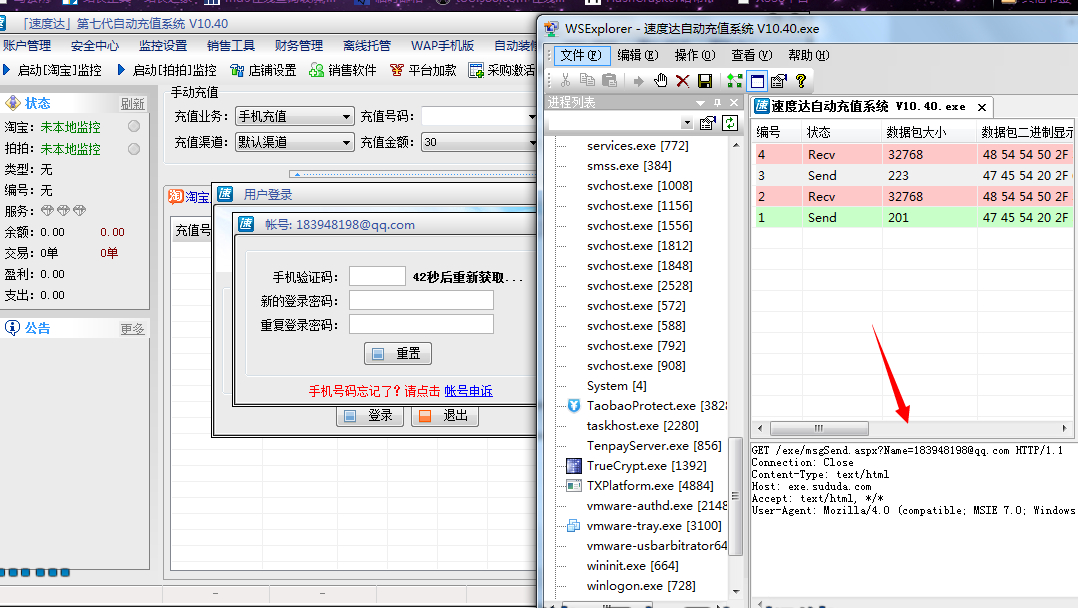 「速度达」第七代自动充值系统 V10.40
账户管理 安全中心 监控设置 销售工具 财务管理 离线托管 WAP手机版 自动装
启动[淘宝]监控 启动[拍拍]监控 店铺设置 销售软件 平台加款 采购激活
状态 刷新
淘宝：未本地监控
拍拍：未本地监控
类型：无
编号：无
服务：
余额：0.00 0.00
交易：0单 0单
盈利：0.00
支出：0.00
公告 更多
手动充值
充值业务： 手机充值 充值号码：
充值渠道： 默认渠道 充值金额： 30
淘 淘宝
充值号
速 用户登录
速 帐号: 183948198@qq.com
手机验证码： 42秒后重新获取...
新的登录密码：
重复登录密码：
重置
手机号码忘记了？请点击 帐号申诉
登录 退出
WSExplorer - 速度达自动充值系统 V10.40.exe
文件(F) 编辑(E) 操作(O) 查看(V) 帮助(H)
进程列表
services.exe [772]
smss.exe [384]
svchost.exe [1008]
svchost.exe [1156]
svchost.exe [1556]
svchost.exe [1812]
svchost.exe [1848]
svchost.exe [2528]
svchost.exe [572]
svchost.exe [588]
svchost.exe [792]
svchost.exe [908]
System [4]
TaobaoProtect.exe [3828
taskhost.exe [2280]
TenpayServer.exe [856]
TrueCrypt.exe [1392]
TXPlatform.exe [4884]
vmware-authd.exe [2148
vmware-tray.exe [3100]
vmware-usbarbitrator64
wininit.exe [664]
winlogon.exe [728]
速 速度达自动充值系统 V10.40.exe ×
编号 状态 数据包大小 数据包二进制显示
4 Recv 32768 48 54 54 50 2F
3 Send 223 47 45 54 20 2F
2 Recv 32768 48 54 54 50 2F
1 Send 201 47 45 54 20 2F
GET /exe/msgSend.aspx?Name=183948198@qq.com HTTP/1.1
Connection: Close
Content-Type: text/html
Host: exe.sududa.com
Accept: text/html, */*
User-Agent: Mozilla/4.0 (compatible; MSIE 7.0; Windows